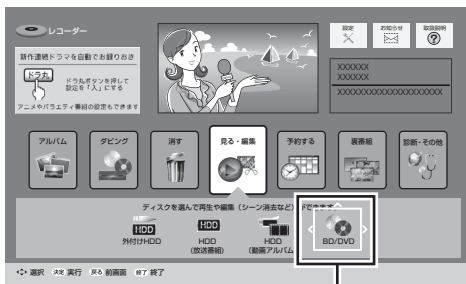 レコーダー
新作連続ドラマを自動でお録りおき
ドラ丸
ドラ丸ボタンを押して
設定を「入」にする
アニメやバラエティ番組の設定もできます
設定
お知らせ
取扱説明
?
XXXXXX
XXXXXX
XXXXXXXXXXXXXXXXXXXX
アルバム
ダビング
消す
見る・編集
予約する
裏番組
診断・その他
ディスクを選んで再生や編集（シーン消去など）ができます
HDD
外付けHDD
HDD
HDD
(放送番組)
HDD
(動画アルバム
BD/DVD
選択 決定 実行 戻る 前画面 終了 終了